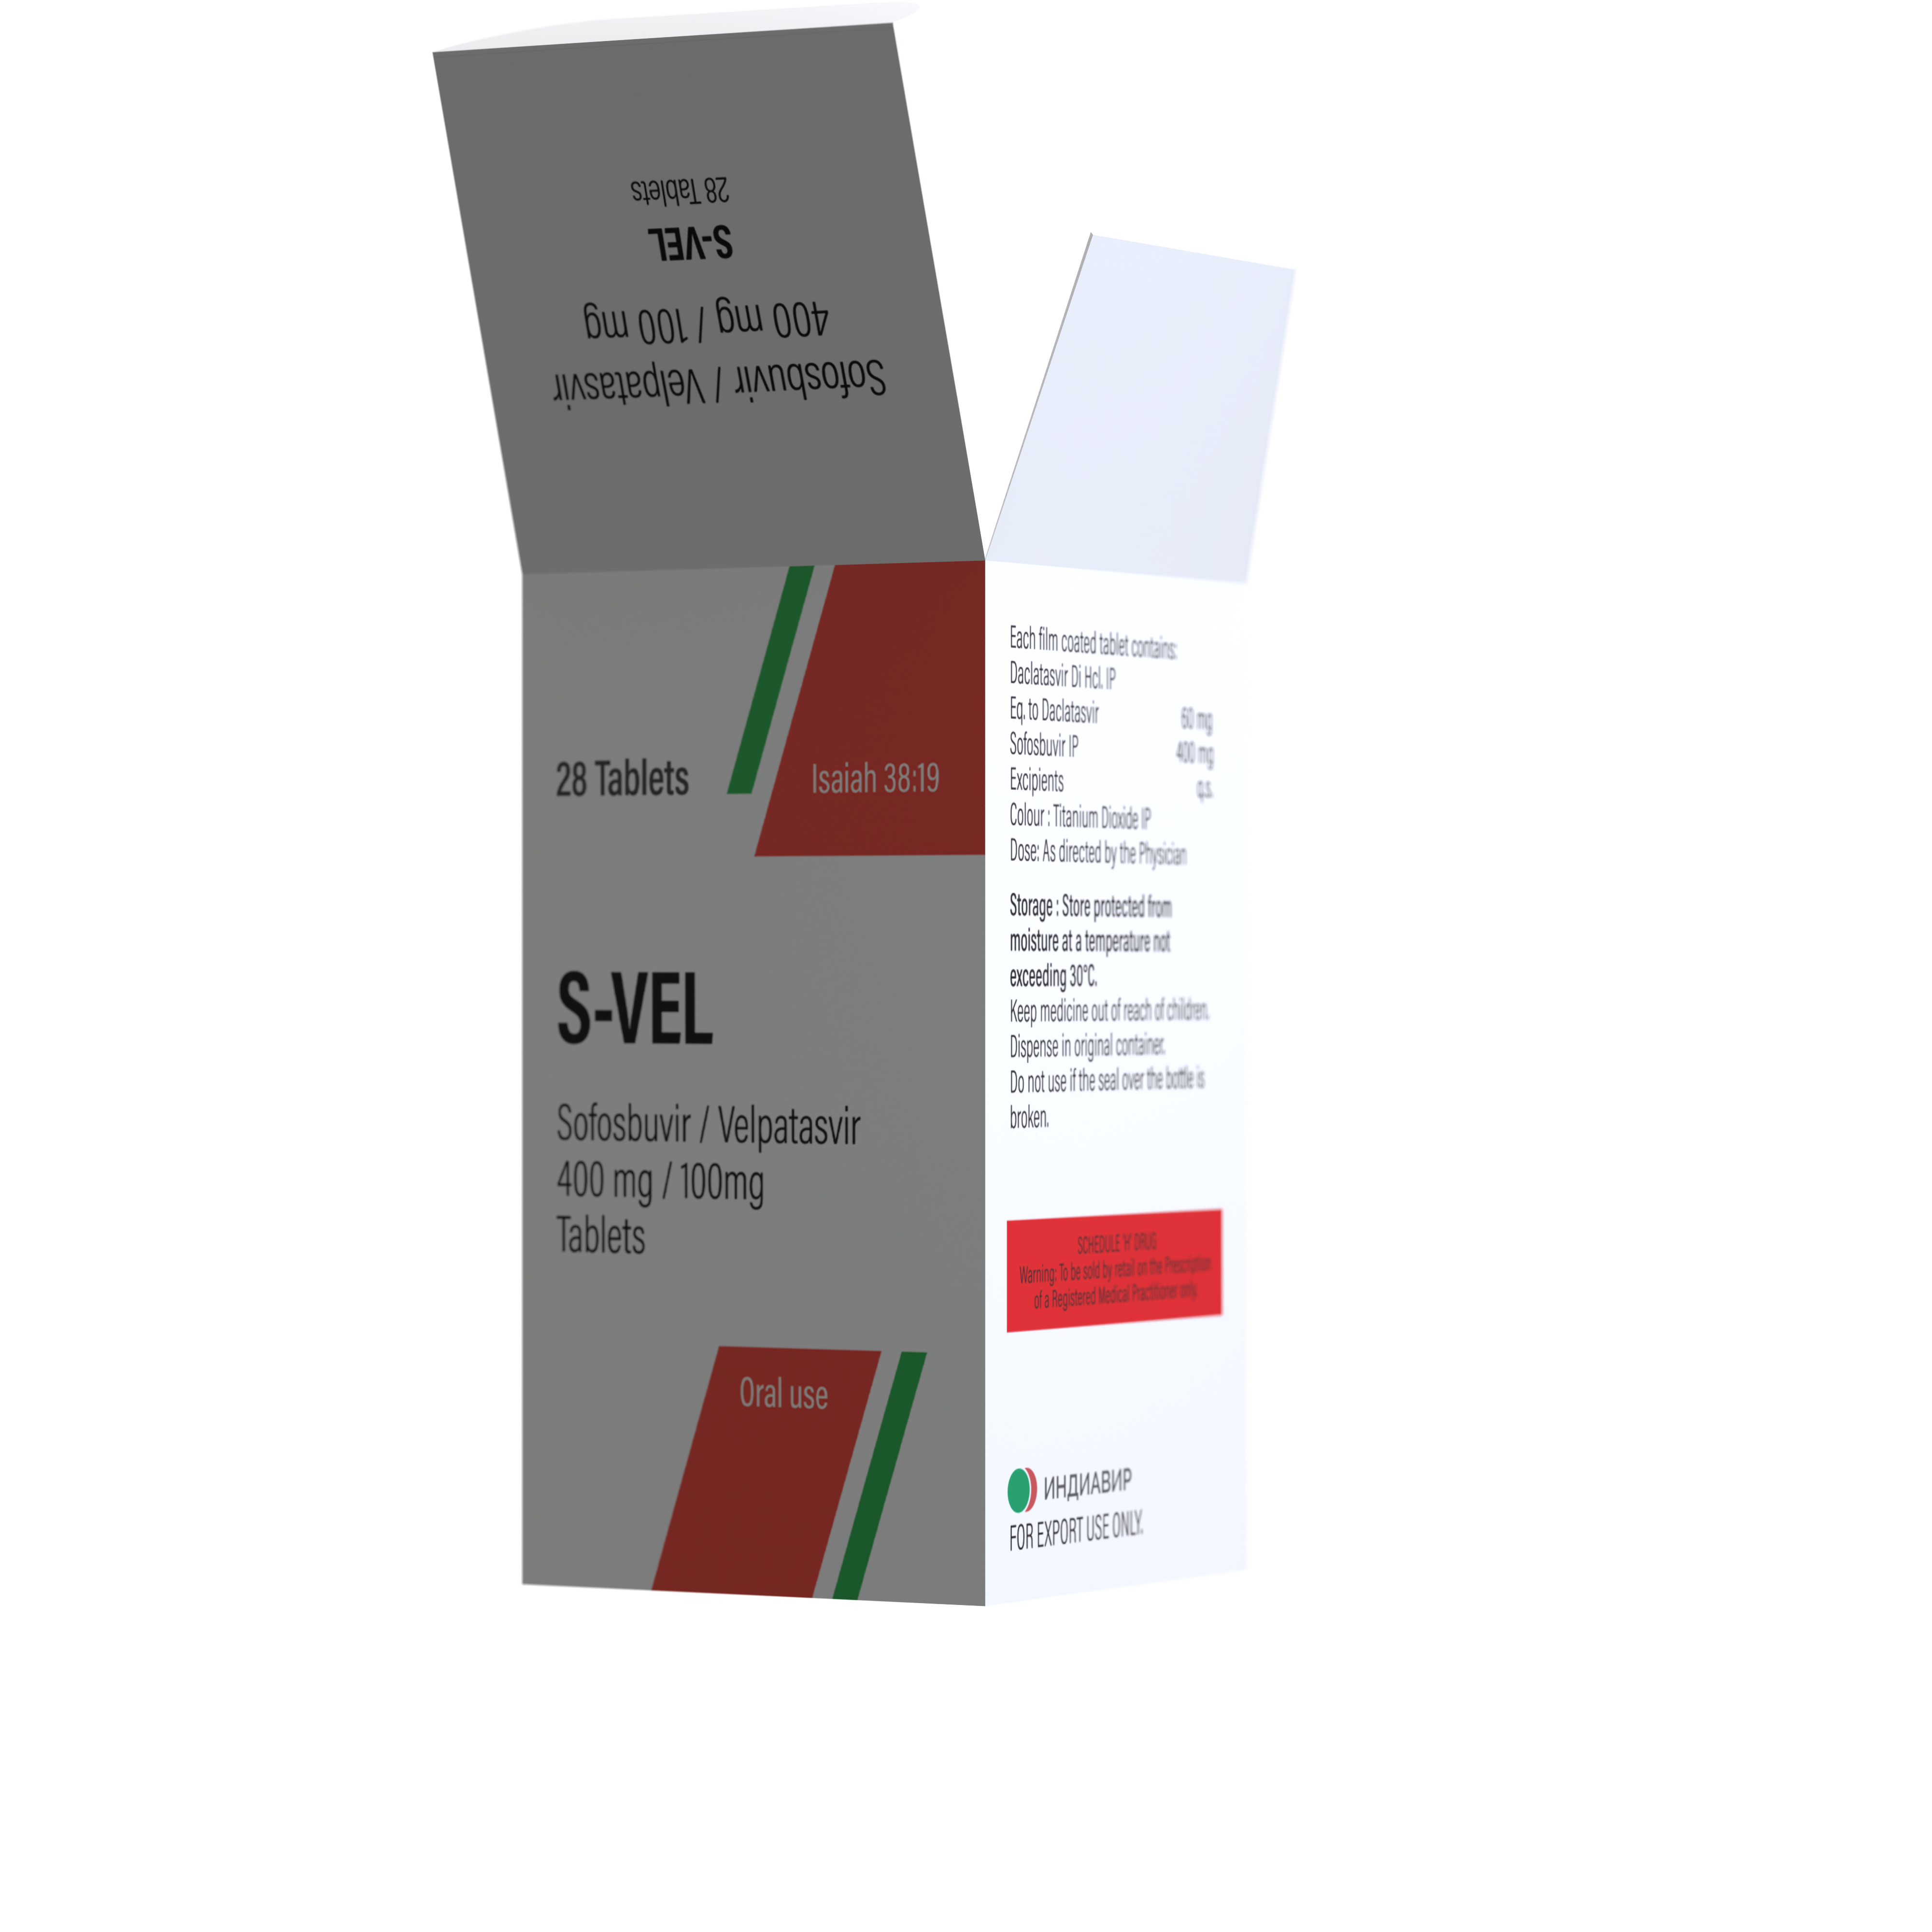 28 Tablets
S-VEL
400 mg / 100 mg
Sofosbuvir / Velpatasvir
28 Tablets
Isaiah 38:19
S-VEL
Sofosbuvir / Velpatasvir
400 mg / 100mg
Tablets
Oral use
Each film coated tablet contains:
Daclatasvir Di Hcl. IP
Eq. to Daclatasvir 60 mg
Sofosbuvir IP 400 mg
Excipients q.s.
Colour : Titanium Dioxide IP
Dose: As directed by the Physician
Storage : Store protected from
moisture at a temperature not
exceeding 30°C.
Keep medicine out of reach of children.
Dispense in original container.
Do not use if the seal over the bottle is
broken.
SCHEDULE 'H' DRUG
Warning: To be sold by retail on the Prescription
of a Registered Medical Practitioner only.
ИНДИАВИР
FOR EXPORT USE ONLY.